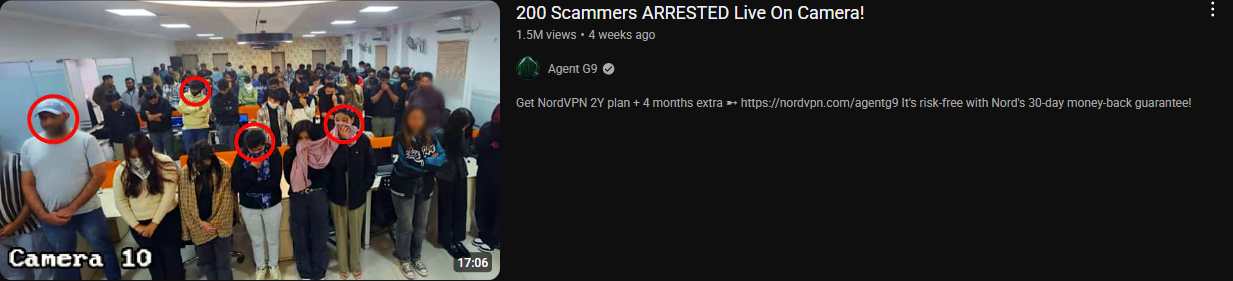 200 Scammers ARRESTED Live On Camera!
1.5M views • 4 weeks ago
Agent G9
Get NordVPN 2Y plan + 4 months extra ➼ https://nordvpn.com/agentg9 It's risk-free with Nord's 30-day money-back guarantee!
Camera 10
17:06